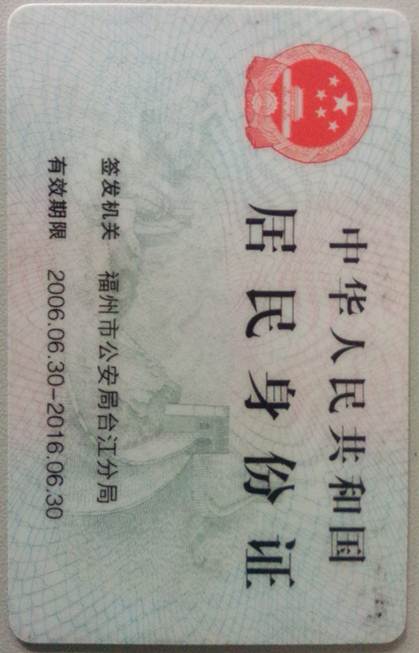 中华人民共和国
居民身份证
签发机关 福州市公安局台江分局
有效期限 2006.06.30-2016.06.30